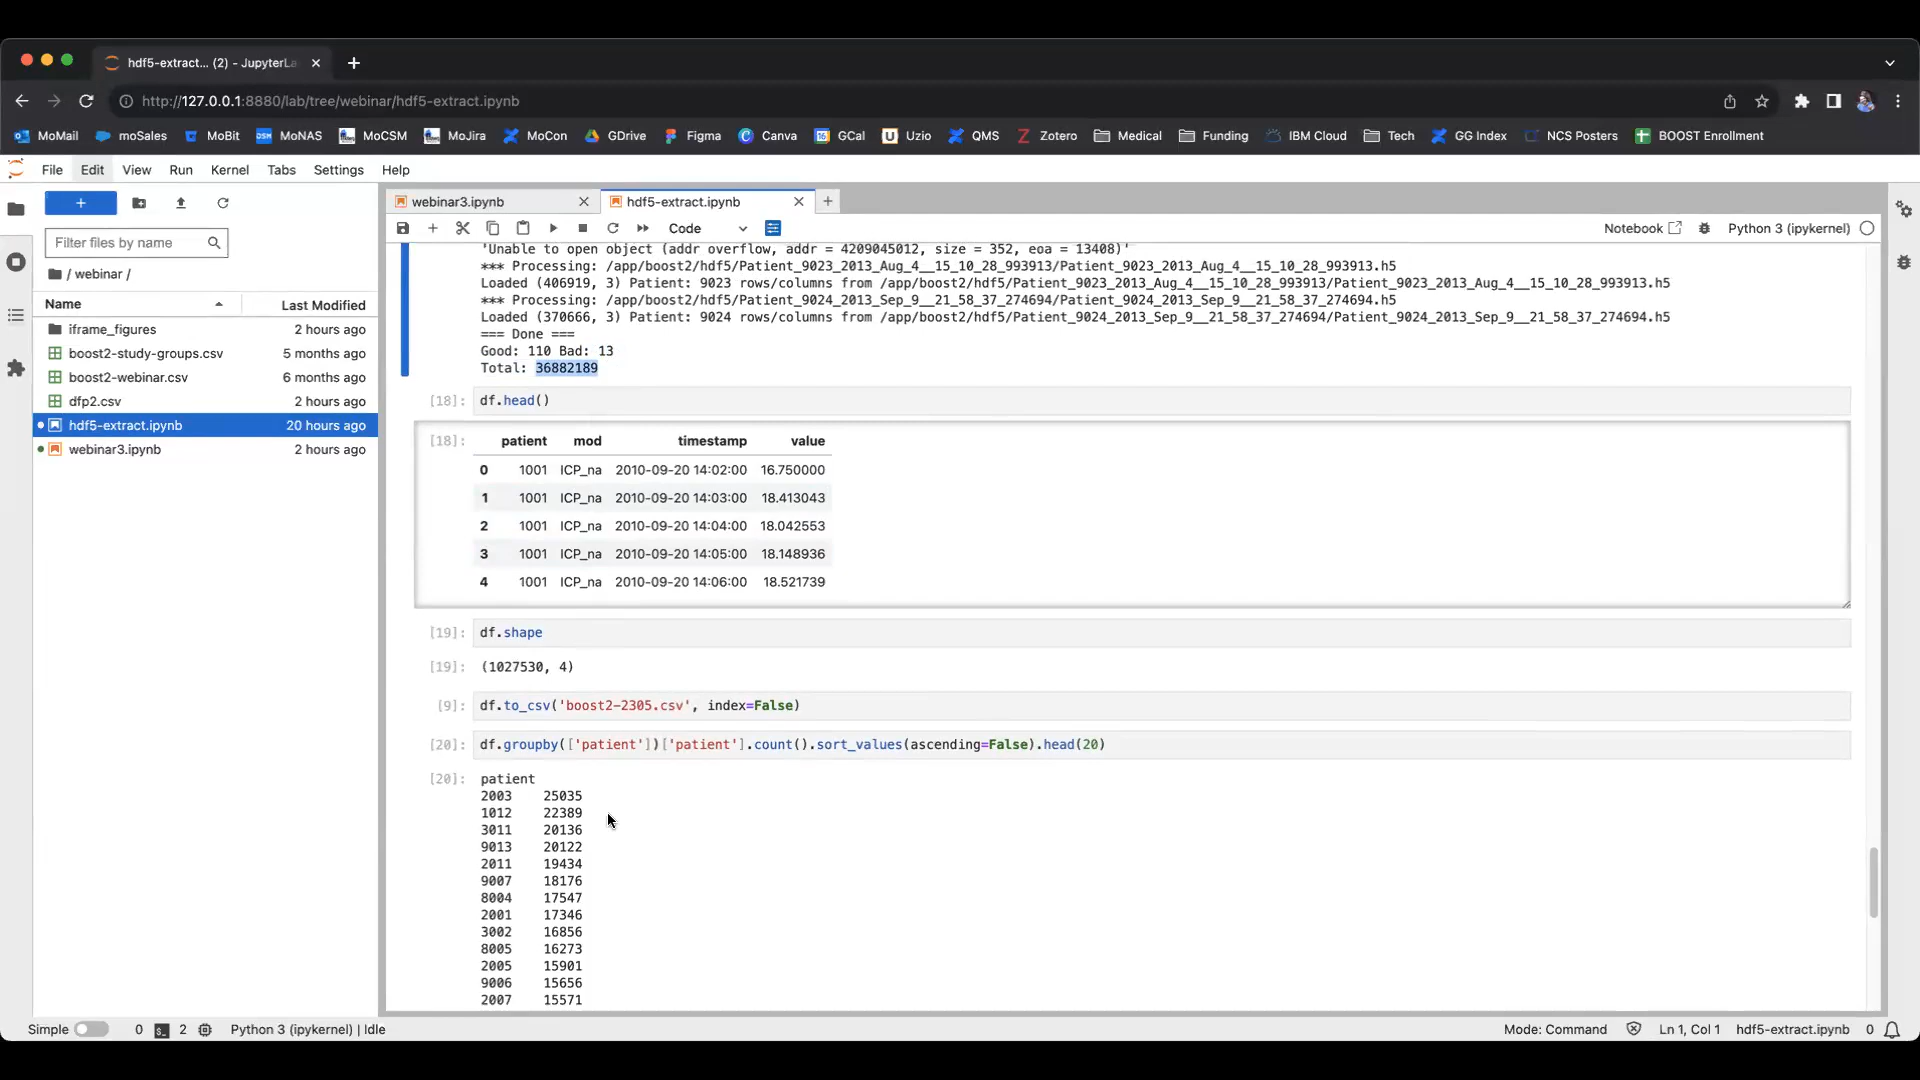 hdf5-extract... (2) - JupyterLa
http://127.0.0.1:8880/lab/tree/webinar/hdf5-extract.ipynb
MoMail moSales MoBit MoNAS MoCSM MoJira MoCon GDrive Figma Canva GCal Uzio QMS Zotero Medical Funding IBM Cloud Tech GG Index NCS Posters BOOST Enrollment
File Edit View Run Kernel Tabs Settings Help
webinar3.ipynb hdf5-extract.ipynb
Code Notebook Python 3 (ipykernel)
Filter files by name
/ webinar /
Name Last Modified
iframe_figures 2 hours ago
boost2-study-groups.csv 5 months ago
boost2-webinar.csv 6 months ago
dfp2.csv 2 hours ago
hdf5-extract.ipynb 20 hours ago
webinar3.ipynb 2 hours ago
'Unable to open object (addr overflow, addr = 4209045012, size = 352, eoa = 13408)'
*** Processing: /app/boost2/hdf5/Patient_9023_2013_Aug_4__15_10_28_993913/Patient_9023_2013_Aug_4__15_10_28_993913.h5
Loaded (406919, 3) Patient: 9023 rows/columns from /app/boost2/hdf5/Patient_9023_2013_Aug_4__15_10_28_993913/Patient_9023_2013_Aug_4__15_10_28_993913.h5
*** Processing: /app/boost2/hdf5/Patient_9024_2013_Sep_9__21_58_37_274694/Patient_9024_2013_Sep_9__21_58_37_274694.h5
Loaded (370666, 3) Patient: 9024 rows/columns from /app/boost2/hdf5/Patient_9024_2013_Sep_9__21_58_37_274694/Patient_9024_2013_Sep_9__21_58_37_274694.h5
=== Done ===
Good: 110 Bad: 13
Total: 36882189
[18]: df.head()
[18]: patient mod timestamp value
0 1001 ICP_na 2010-09-20 14:02:00 16.750000
1 1001 ICP_na 2010-09-20 14:03:00 18.413043
2 1001 ICP_na 2010-09-20 14:04:00 18.042553
3 1001 ICP_na 2010-09-20 14:05:00 18.148936
4 1001 ICP_na 2010-09-20 14:06:00 18.521739
[19]: df.shape
[19]: (1027530, 4)
[9]: df.to_csv('boost2-2305.csv', index=False)
[20]: df.groupby(['patient'])['patient'].count().sort_values(ascending=False).head(20)
[20]: patient
2003 25035
1012 22389
3011 20136
9013 20122
2011 19434
9007 18176
8004 17547
2001 17346
3002 16856
8005 16273
2005 15901
9006 15656
2007 15571
Simple 0 2 Python 3 (ipykernel) | Idle Mode: Command Ln 1, Col 1 hdf5-extract.ipynb 0